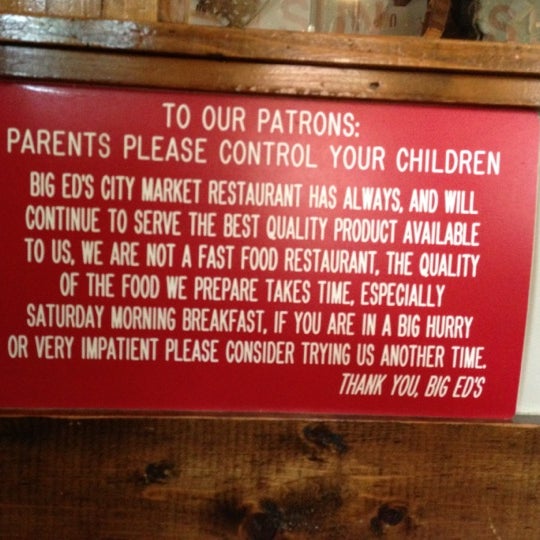 TO OUR PATRONS:
PARENTS PLEASE CONTROL YOUR CHILDREN
BIG ED'S CITY MARKET RESTAURANT HAS ALWAYS, AND WILL
CONTINUE TO SERVE THE BEST QUALITY PRODUCT AVAILABLE
TO US, WE ARE NOT A FAST FOOD RESTAURANT, THE QUALITY
OF THE FOOD WE PREPARE TAKES TIME, ESPECIALLY
SATURDAY MORNING BREAKFAST, IF YOU ARE IN A BIG HURRY
OR VERY IMPATIENT PLEASE CONSIDER TRYING US ANOTHER TIME.
THANK YOU, BIG ED'S